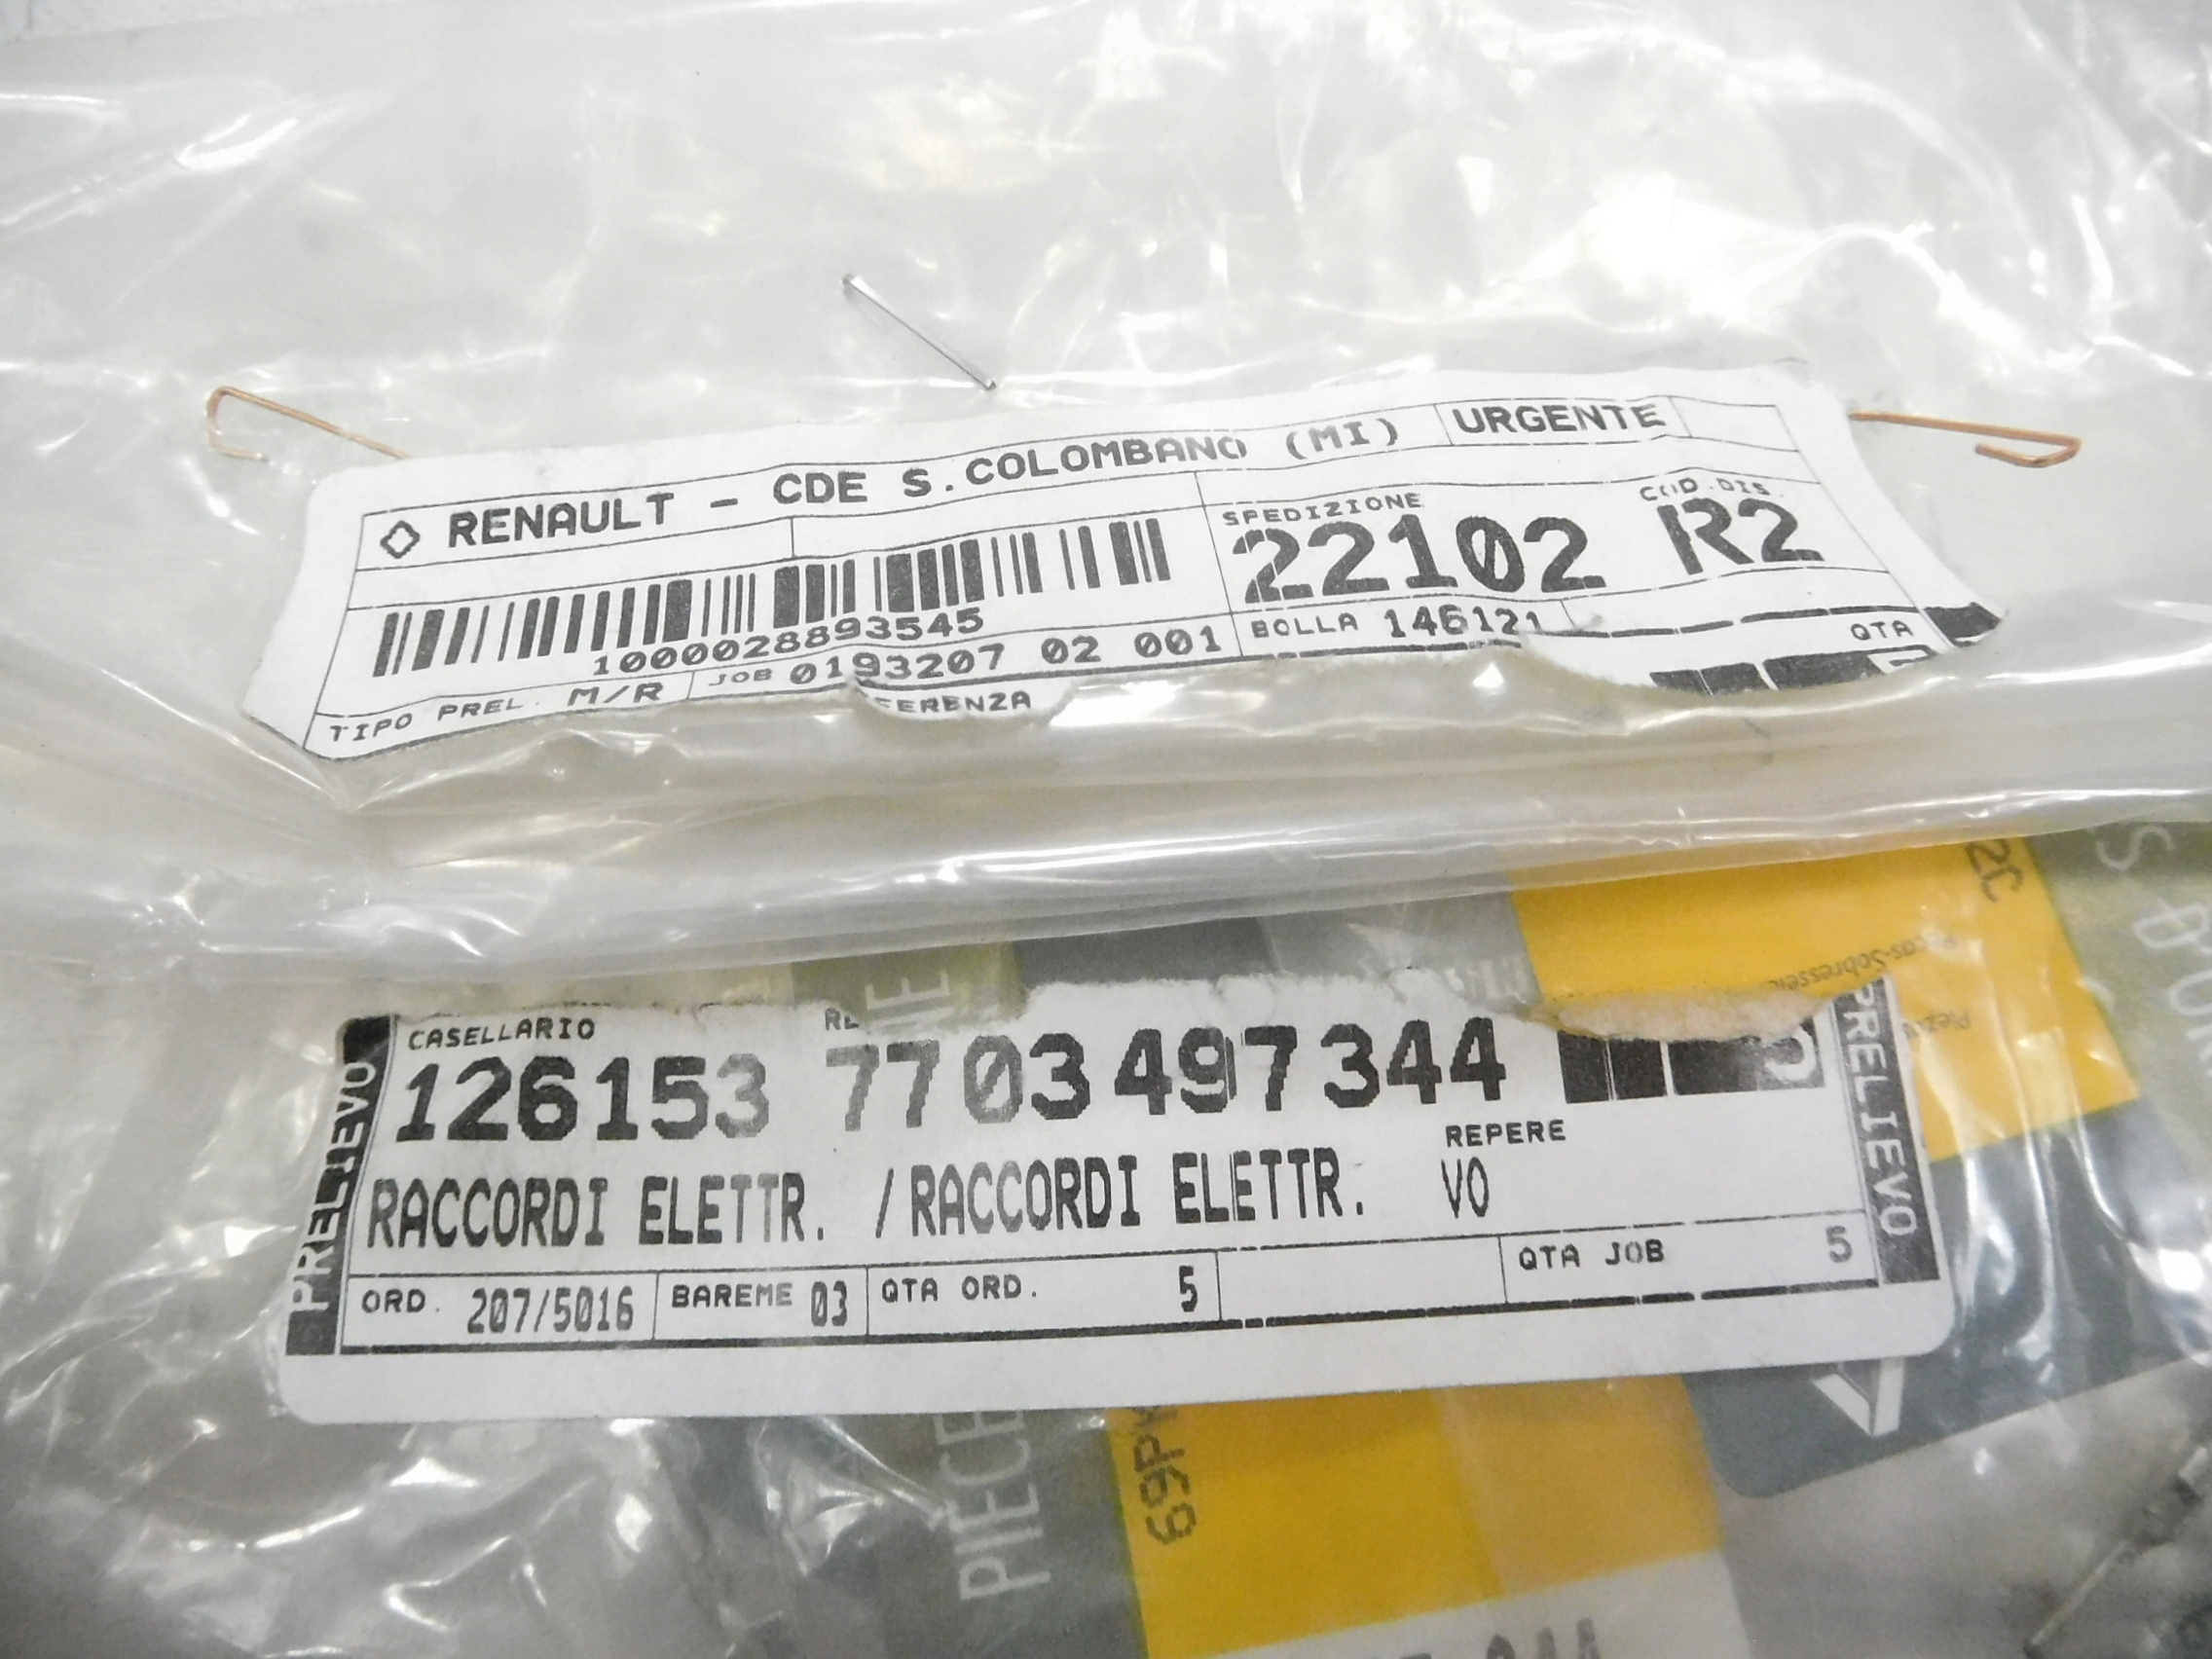 RENAULT - CDE S.COLOMBANO (MI) URGENTE
SPEDIZIONE COD.DIS.
22102 R2
1000028893545
BOLLA 146121
QTA
TIPO PREL. M/R JOB 0193207 02 001
CASELLARIO
126153 7703497344
REPERE
RACCORDI ELETTR. /RACCORDI ELETTR. VO
ORD. 207/5016 BAREME 03 QTA ORD. 5 QTA JOB 5
PRELIEVO
PRELIEVO